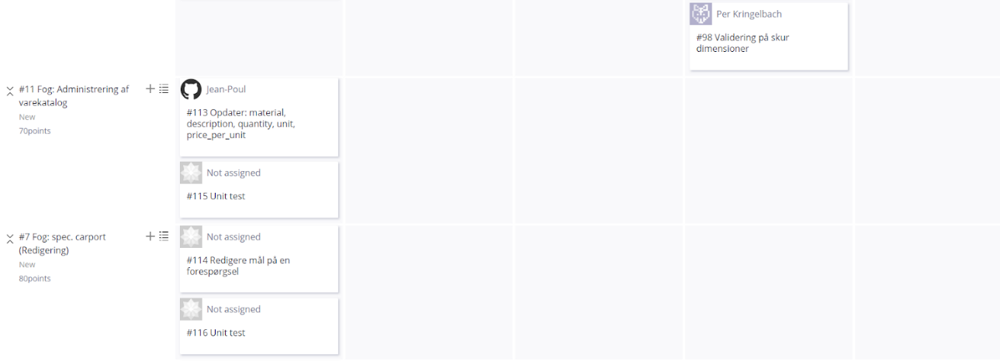 Per Kringelbach
#98 Validering på skur
dimensioner
#11 Fog: Administrering af
varekatalog
New
70points
Jean-Poul
#113 Opdater: material,
description, quantity, unit,
price_per_unit
Not assigned
#115 Unit test
#7 Fog: spec. carport
(Redigering)
New
80points
Not assigned
#114 Redigere mål på en
forespørgsel
Not assigned
#116 Unit test